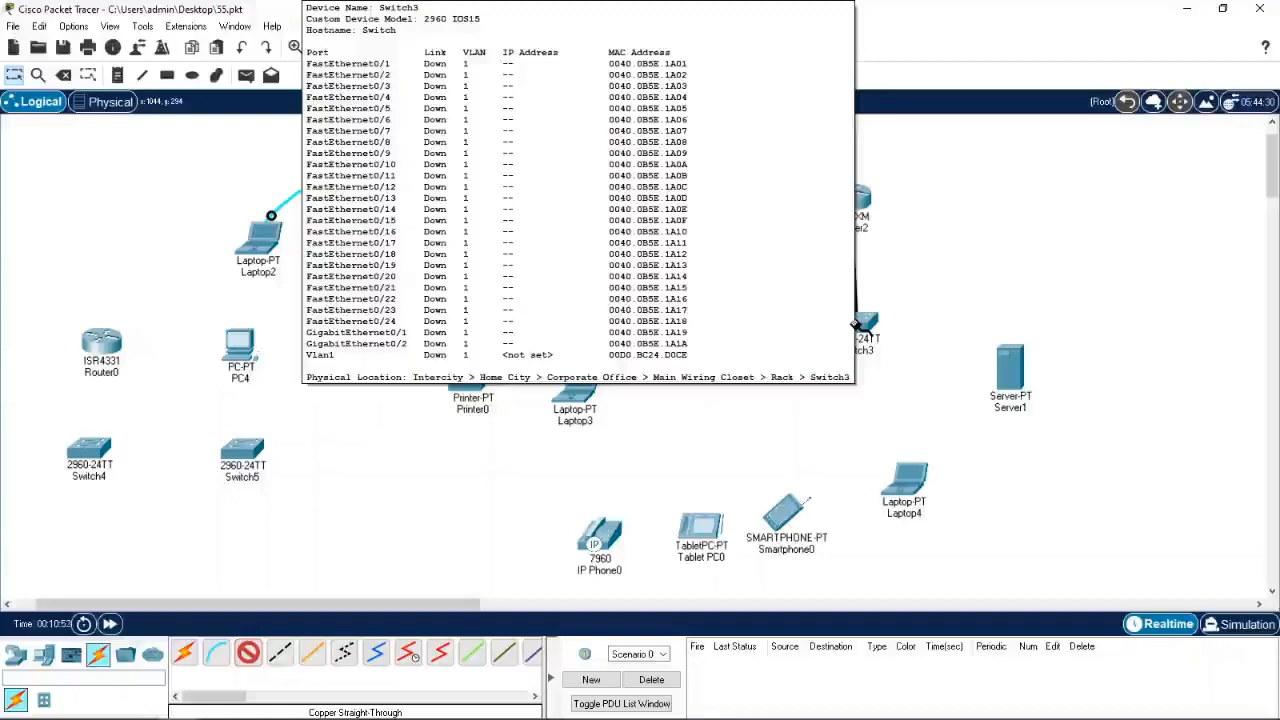 Cisco Packet Tracer - C:\Users\admin\Desktop\55.pkt
File Edit Options View Tools Extensions Window Help
Logical Physical x:1044, y:294
(Root) 05:44:30
Device Name: Switch3
Custom Device Model: 2960 IOS15
Hostname: Switch
Port Link VLAN IP Address MAC Address
FastEthernet0/1 Down 1 -- 0040.0B5E.1A01
FastEthernet0/2 Down 1 -- 0040.0B5E.1A02
FastEthernet0/3 Down 1 -- 0040.0B5E.1A03
FastEthernet0/4 Down 1 -- 0040.0B5E.1A04
FastEthernet0/5 Down 1 -- 0040.0B5E.1A05
FastEthernet0/6 Down 1 -- 0040.0B5E.1A06
FastEthernet0/7 Down 1 -- 0040.0B5E.1A07
FastEthernet0/8 Down 1 -- 0040.0B5E.1A08
FastEthernet0/9 Down 1 -- 0040.0B5E.1A09
FastEthernet0/10 Down 1 -- 0040.0B5E.1A0A
FastEthernet0/11 Down 1 -- 0040.0B5E.1A0B
FastEthernet0/12 Down 1 -- 0040.0B5E.1A0C
FastEthernet0/13 Down 1 -- 0040.0B5E.1A0D
FastEthernet0/14 Down 1 -- 0040.0B5E.1A0E
FastEthernet0/15 Down 1 -- 0040.0B5E.1A0F
FastEthernet0/16 Down 1 -- 0040.0B5E.1A10
FastEthernet0/17 Down 1 -- 0040.0B5E.1A11
FastEthernet0/18 Down 1 -- 0040.0B5E.1A12
FastEthernet0/19 Down 1 -- 0040.0B5E.1A13
FastEthernet0/20 Down 1 -- 0040.0B5E.1A14
FastEthernet0/21 Down 1 -- 0040.0B5E.1A15
FastEthernet0/22 Down 1 -- 0040.0B5E.1A16
FastEthernet0/23 Down 1 -- 0040.0B5E.1A17
FastEthernet0/24 Down 1 -- 0040.0B5E.1A18
GigabitEthernet0/1 Down 1 -- 0040.0B5E.1A19
GigabitEthernet0/2 Down 1 -- 0040.0B5E.1A1A
Vlan1 Down 1 <not set> 00D0.BC24.D0CE
Physical Location: Intercity > Home City > Corporate Office > Main Wiring Closet > Rack > Switch3
XM
er2
Laptop-PT
Laptop2
-24TT
tch3
ISR4331
Router0
PC-PT
PC4
Printer-PT
Printer0
Laptop-PT
Laptop3
Server-PT
Server1
2960-24TT
Switch4
2960-24TT
Switch5
Laptop-PT
Laptop4
IP
7960
IP Phone0
TabletPC-PT
Tablet PC0
SMARTPHONE-PT
Smartphone0
Time: 00:10:53
Realtime Simulation
Scenario 0
New Delete
Toggle PDU List Window
Fire Last Status Source Destination Type Color Time(sec) Periodic Num Edit Delete
Copper Straight-Through